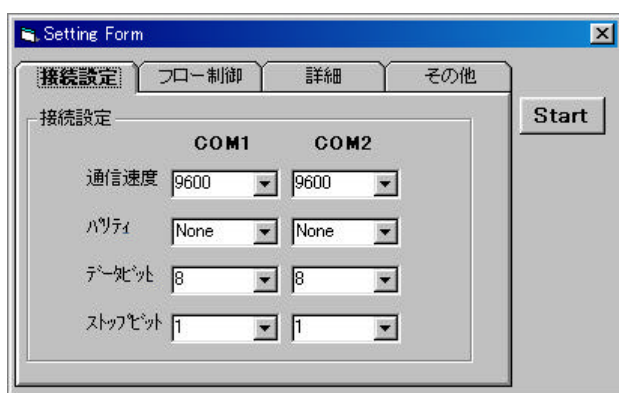 Setting Form
接続設定 フロー制御 詳細 その他
接続設定
Start
COM1 COM2
通信速度 9600 9600
パリティ None None
データビット 8 8
ストップビット 1 1